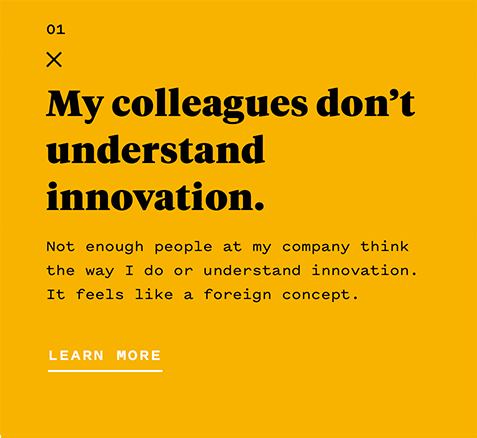 01
My colleagues don’t
understand
innovation.
Not enough people at my company think
the way I do or understand innovation.
It feels like a foreign concept.
LEARN MORE